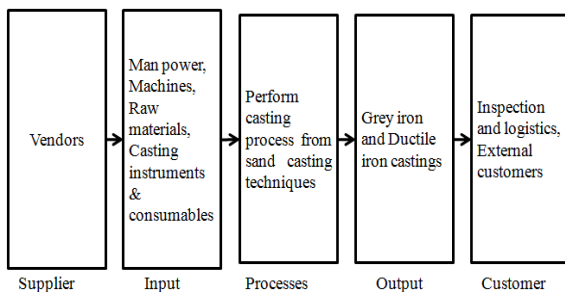 Vendors
Man power,
Machines,
Raw
materials,
Casting
instruments
&
consumables
Perform
casting
process from
sand casting
techniques
Grey iron
and Ductile
iron castings
Inspection
and logistics,
External
customers
Supplier
Input
Processes
Output
Customer